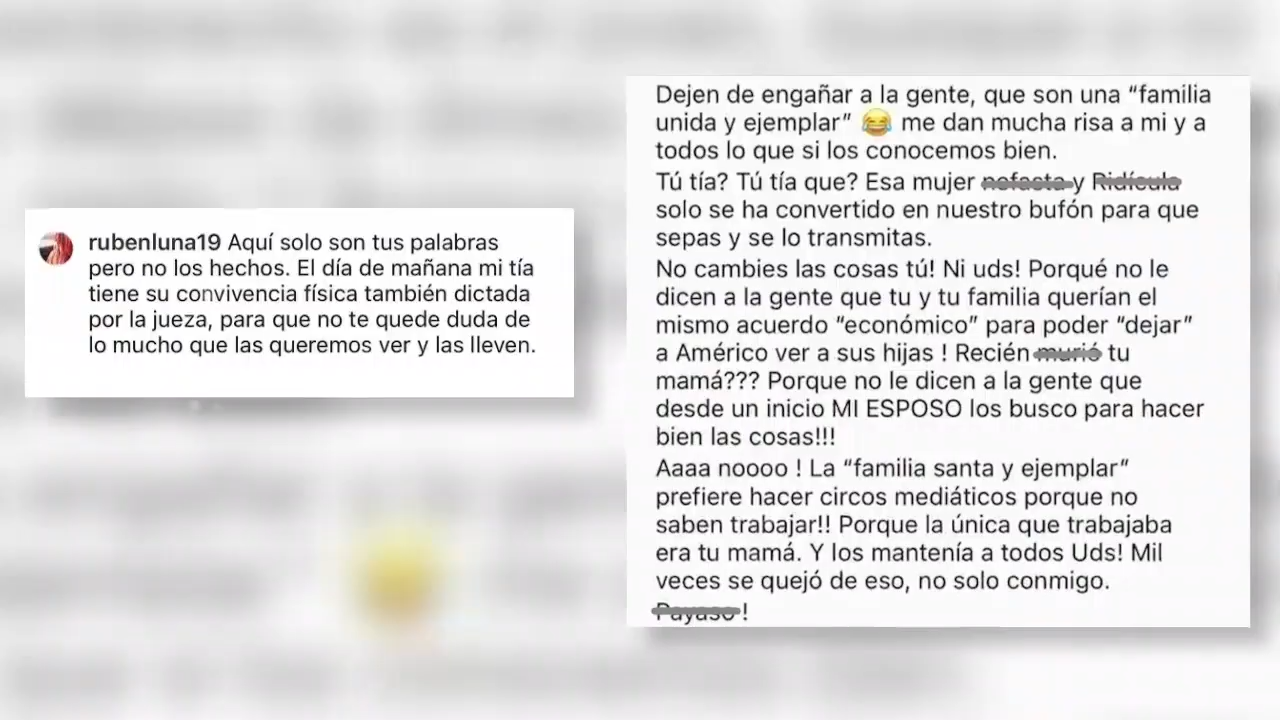 rubenluna19 Aquí solo son tus palabras
pero no los hechos. El día de mañana mi tía
tiene su convivencia física también dictada
por la jueza, para que no te quede duda de
lo mucho que las queremos ver y las lleven.
Dejen de engañar a la gente, que son una “familia
unida y ejemplar” 😂 me dan mucha risa a mi y a
todos lo que si los conocemos bien.
Tú tía? Tú tía que? Esa mujer nefasta y Ridícula
solo se ha convertido en nuestro bufón para que
sepas y se lo transmitas.
No cambies las cosas tú! Ni uds! Porqué no le
dicen a la gente que tu y tu familia querían el
mismo acuerdo “económico” para poder “dejar”
a Américo ver a sus hijas ! Recién murió tu
mamá??? Porque no le dicen a la gente que
desde un inicio MI ESPOSO los busco para hacer
bien las cosas!!!
Aaaa noooo ! La “familia santa y ejemplar”
prefiere hacer circos mediáticos porque no
saben trabajar!! Porque la única que trabajaba
era tu mamá. Y los mantenía a todos Uds! Mil
veces se quejó de eso, no solo conmigo.
Payaso !